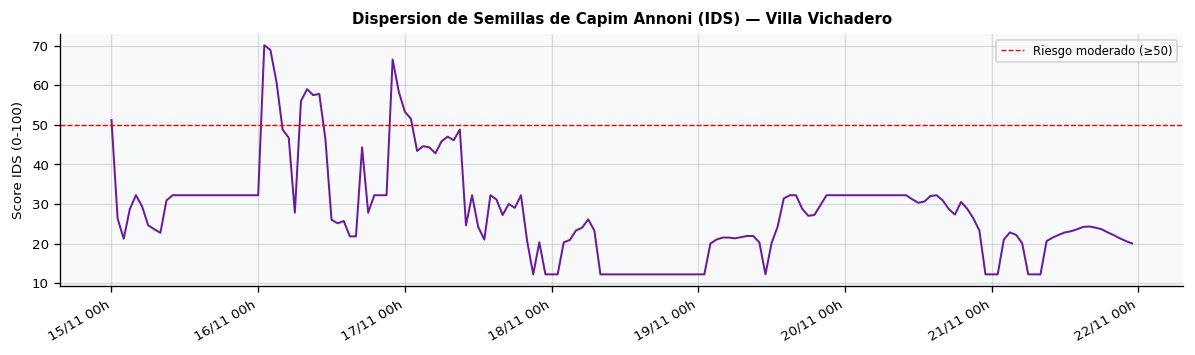 Dispersion de Semillas de Capim Annoni (IDS) — Villa Vichadero
Riesgo moderado (≥50)
Score IDS (0-100)
70
60
50
40
30
20
10
15/11 00h
16/11 00h
17/11 00h
18/11 00h
19/11 00h
20/11 00h
21/11 00h
22/11 00h